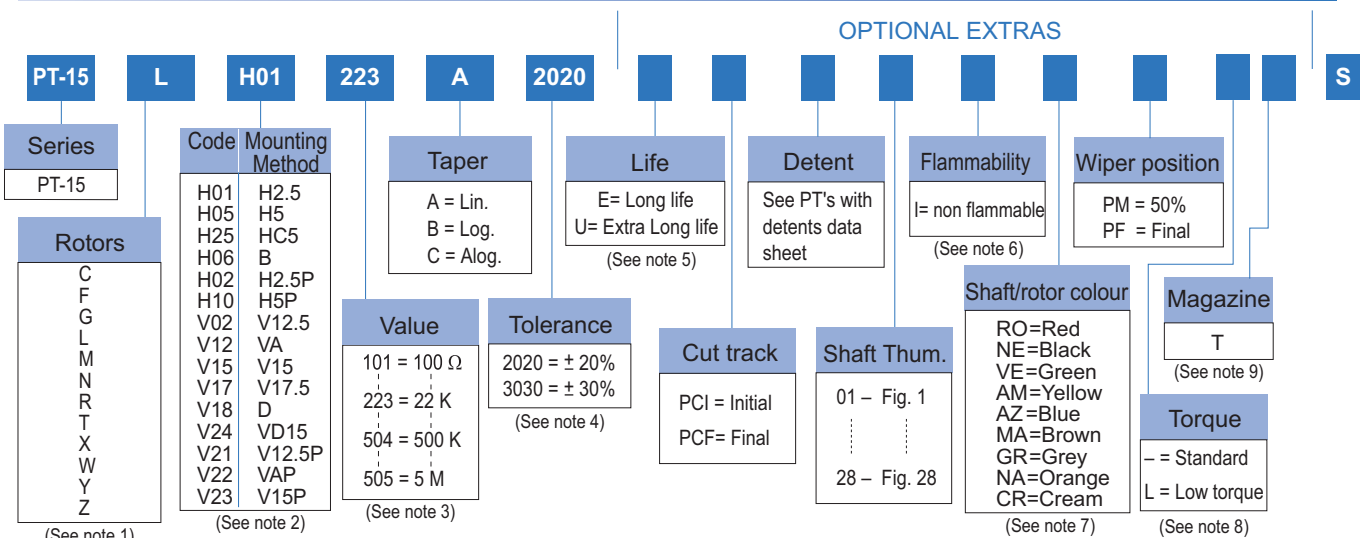 OPTIONAL EXTRAS
PT-15 L H01 223 A 2020 S
Series
PT-15
Rotors
C
F
G
L
M
N
R
T
X
W
Y
Z
(See note 1)
Code Mounting Method
H01 H2.5
H05 H5
H25 HC5
H06 B
H02 H2.5P
H10 H5P
V02 V12.5
V12 VA
V15 V15
V17 V17.5
V18 D
V24 VD15
V21 V12.5P
V22 VAP
V23 V15P
(See note 2)
Value
101 = 100 Ω
223 = 22 K
504 = 500 K
505 = 5 M
(See note 3)
Taper
A = Lin.
B = Log.
C = Alog.
Tolerance
2020 = ± 20%
3030 = ± 30%
(See note 4)
Life
E= Long life
U= Extra Long life
(See note 5)
Cut track
PCI = Initial
PCF= Final
Detent
See PT's with
detents data
sheet
Shaft Thum.
01 – Fig. 1
28 – Fig. 28
Flammability
I= non flammable
(See note 6)
Shaft/rotor colour
RO=Red
NE=Black
VE=Green
AM=Yellow
AZ=Blue
MA=Brown
GR=Grey
NA=Orange
CR=Cream
(See note 7)
Wiper position
PM = 50%
PF = Final
Torque
– = Standard
L = Low torque
(See note 8)
Magazine
T
(See note 9)